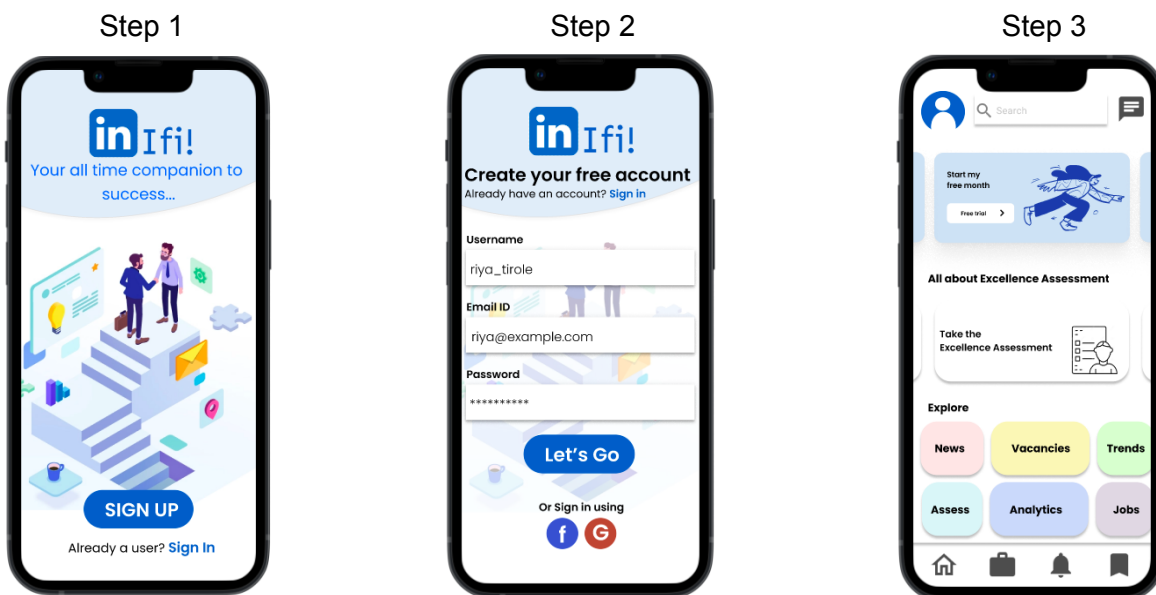 Step 1
in Ifi!
Your all time companion to
success...
SIGN UP
Already a user? Sign In
Step 2
in Ifi!
Create your free account
Already have an account? Sign in
Username
riya_tirole
Email ID
riya@example.com
Password
**********
Let's Go
Or Sign in using
f G
Step 3
Search
Start my
free month
Free trial
All about Excellence Assessment
Take the
Excellence Assessment
Explore
News Vacancies Trends
Assess Analytics Jobs